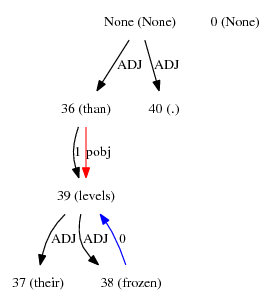 None (None) 0 (None)
ADJ ADJ
36 (than) 40 (.)
1 pobj
39 (levels)
ADJ ADJ 0
37 (their) 38 (frozen)